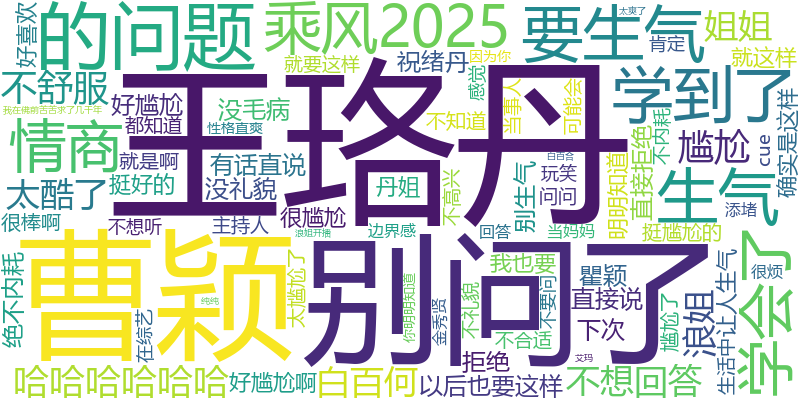 好喜欢
的问题
乘风2025
太爽了
要生气
姐姐
肯定
就这样
就要这样
祝绪丹
因为你
感觉
不舒服
王珞丹
学到了
我在佛前苦苦求了几千年
好尴尬
没毛病
当事人
可能会
都知道
性格直爽
不知道
情商
就是啊
有话直说
百百合
玩笑
明明知道
直接拒绝
不内耗
尴尬
cue
确实是这样
太酷了
挺好的
没礼貌
丹姐
不高兴
别生气
问问
生气
添堵
很棒啊
不想听
主持人
很尴尬
边界感
回答
当妈妈
挺尴尬的
浪姐开播
曹颖
别问了
学会了
绝不内耗
在综艺
纯纯
太尴尬了
你明明知道
金秀贤
不礼貌
我也要
不要问
瞿颖
直接说
浪姐
很烦
生活中让人生气
不合适
下次
尴尬了
拒绝
艾玛
哈哈哈哈哈哈
好尴尬啊
白百何
以后也要这样
不想回答